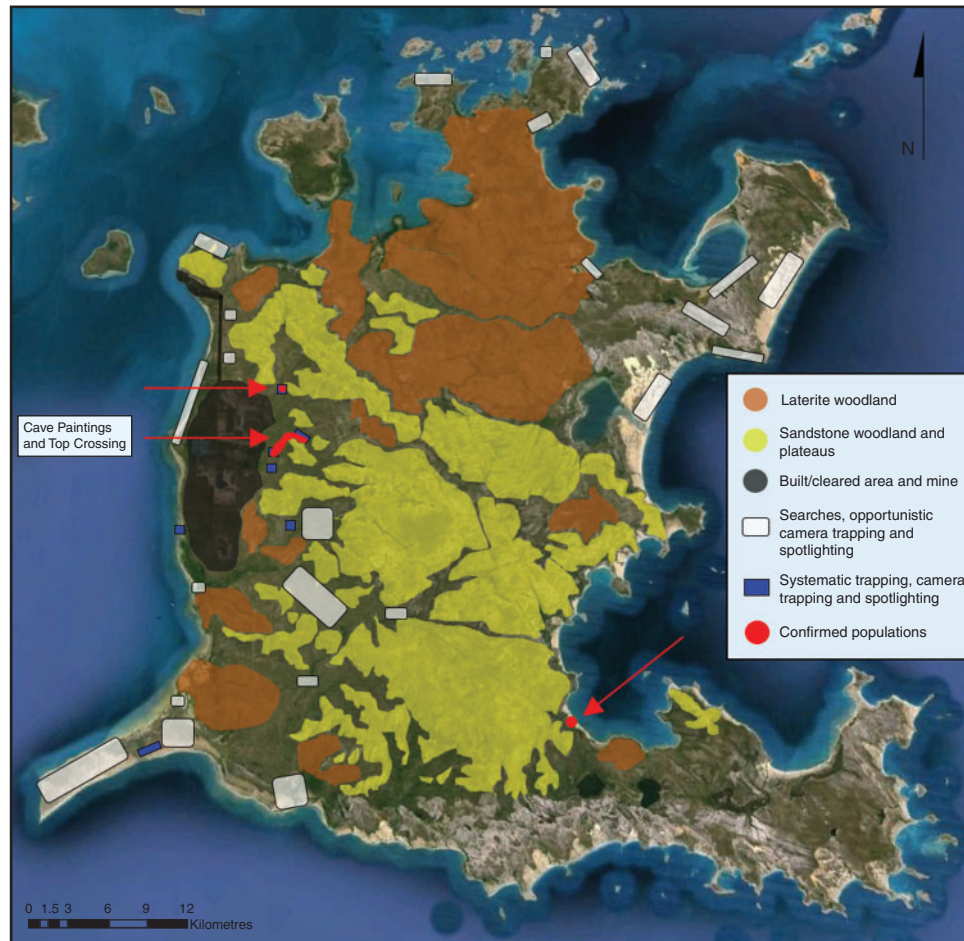 N
Cave Paintings
and Top Crossing
Laterite woodland
Sandstone woodland and
plateaus
Built/cleared area and mine
Searches, opportunistic
camera trapping and
spotlighting
Systematic trapping, camera
trapping and spotlighting
Confirmed populations
0 1.5 3 6 9 12
Kilometres